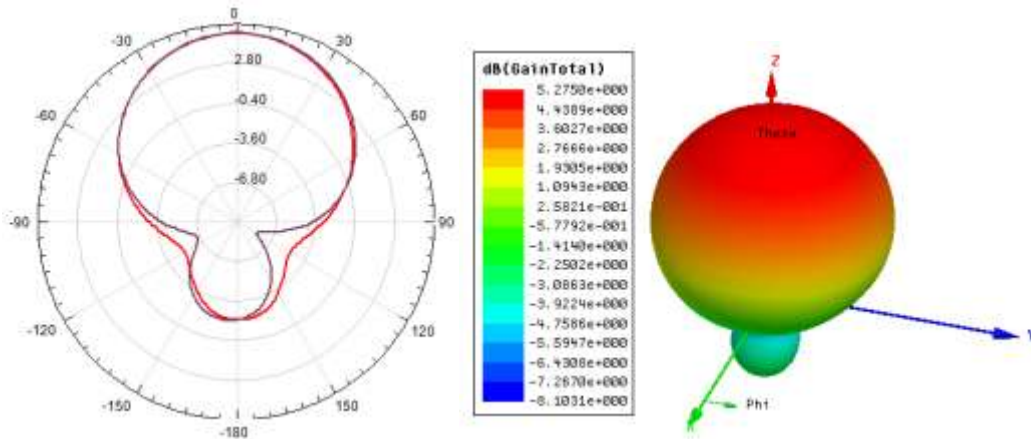 0
-30
30
2.80
-60
-0.40
60
-3.60
-6.80
-90
90
-120
120
-150
150
-180
dB(GainTotal)
5.2750e+000
4.4389e+000
3.6027e+000
2.7666e+000
1.9305e+000
1.0943e+000
2.5821e-001
-5.7792e-001
-1.4140e+000
-2.2502e+000
-3.0863e+000
-3.9224e+000
-4.7586e+000
-5.5947e+000
-6.4308e+000
-7.2670e+000
-8.1031e+000
Z
Theta
Phi